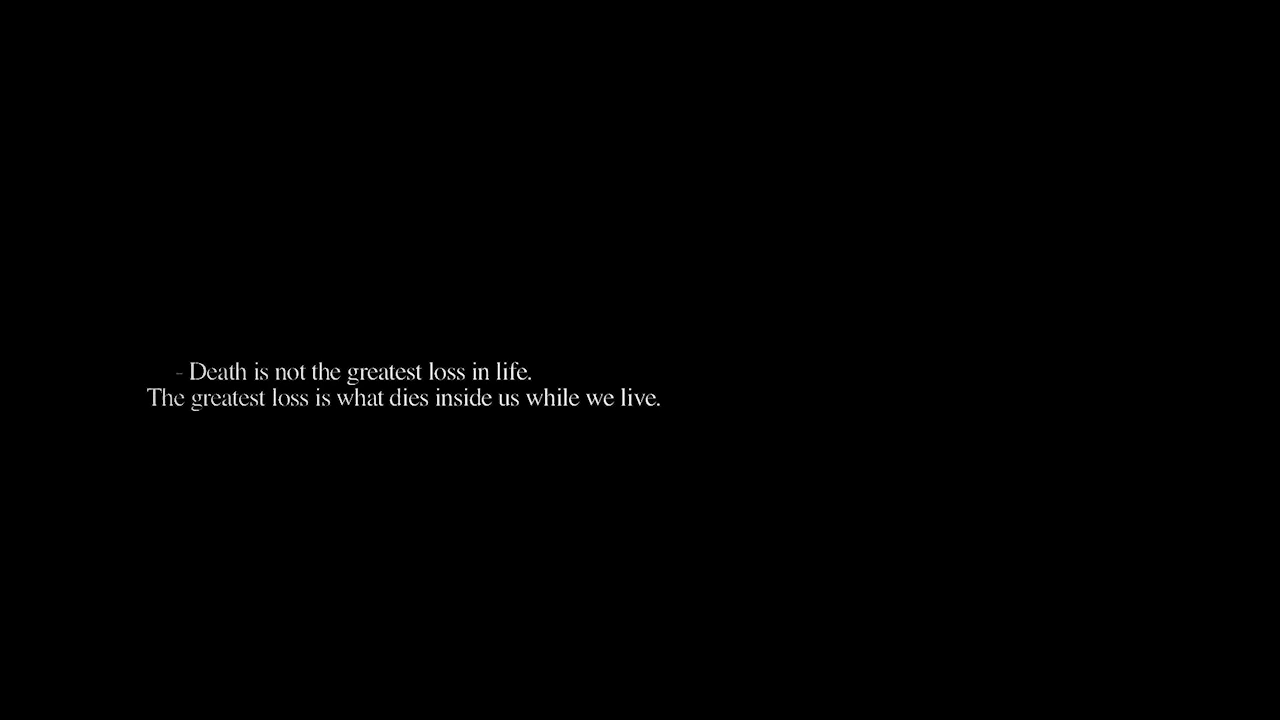 - Death is not the greatest loss in life.
The greatest loss is what dies inside us while we live.